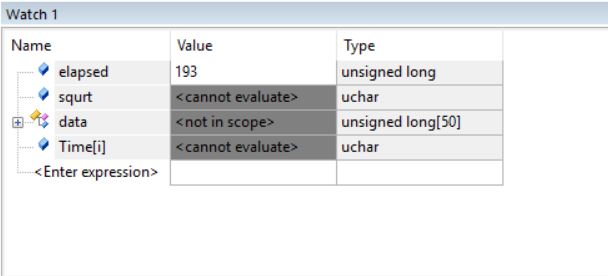 Watch 1
Name Value Type
elapsed 193 unsigned long
squrt <cannot evaluate> uchar
data <not in scope> unsigned long[50]
Time[i] <cannot evaluate> uchar
<Enter expression>